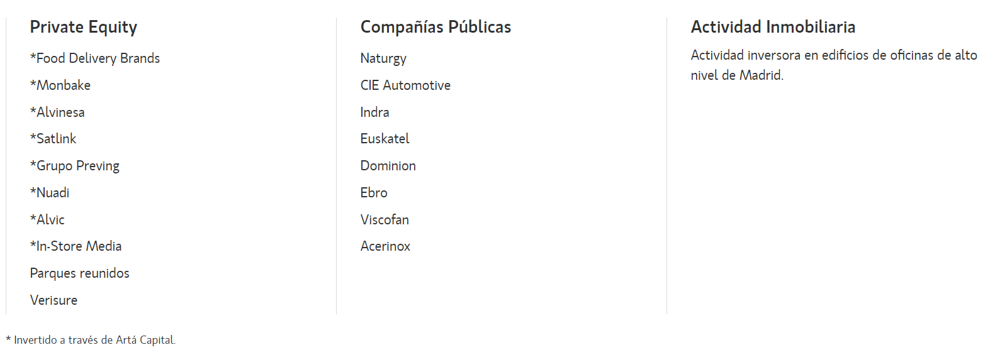 Private Equity
*Food Delivery Brands
*Monbake
*Alvinesa
*Satlink
*Grupo Preving
*Nuadi
*Alvic
*In-Store Media
Parques reunidos
Verisure
Compañías Públicas
Naturgy
CIE Automotive
Indra
Euskatel
Dominion
Ebro
Viscofan
Acerinox
Actividad Inmobiliaria
Actividad inversora en edificios de oficinas de alto
nivel de Madrid.
* Invertido a través de Artá Capital.